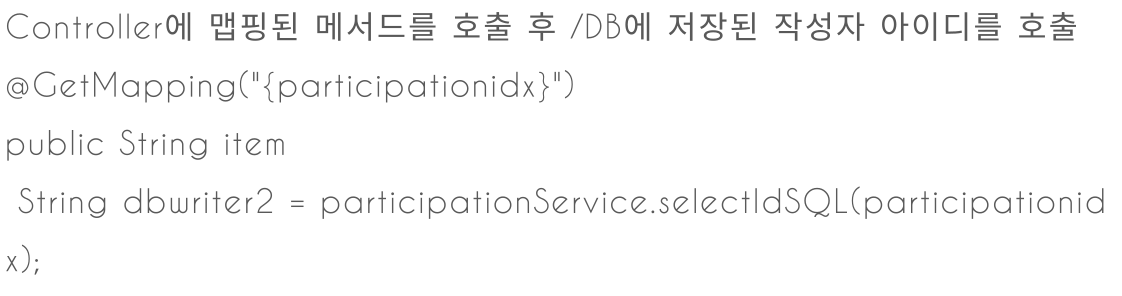 Controller에 맵핑된 메서드를 호출 후 /DB에 저장된 작성자 아이디를 호출
@GetMapping("{participationidx}")
public String item
String dbwriter2 = participationService.selectIdSQL(participationid
x);